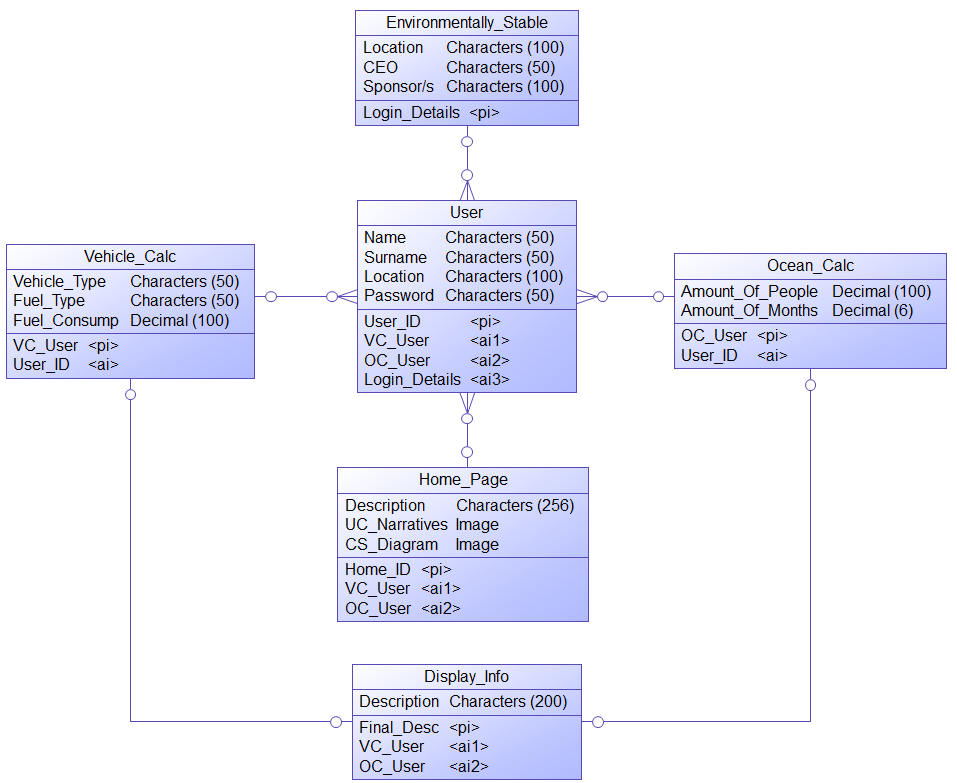 Environmentally_Stable
Location Characters (100)
CEO Characters (50)
Sponsor/s Characters (100)
Login_Details <pi>
User
Name Characters (50)
Surname Characters (50)
Location Characters (100)
Password Characters (50)
User_ID <pi>
VC_User <ai1>
OC_User <ai2>
Login_Details <ai3>
Vehicle_Calc
Vehicle_Type Characters (50)
Fuel_Type Characters (50)
Fuel_Consump Decimal (100)
VC_User <pi>
User_ID <ai>
Ocean_Calc
Amount_Of_People Decimal (100)
Amount_Of_Months Decimal (6)
OC_User <pi>
User_ID <ai>
Home_Page
Description Characters (256)
UC_Narratives Image
CS_Diagram Image
Home_ID <pi>
VC_User <ai1>
OC_User <ai2>
Display_Info
Description Characters (200)
Final_Desc <pi>
VC_User <ai1>
OC_User <ai2>